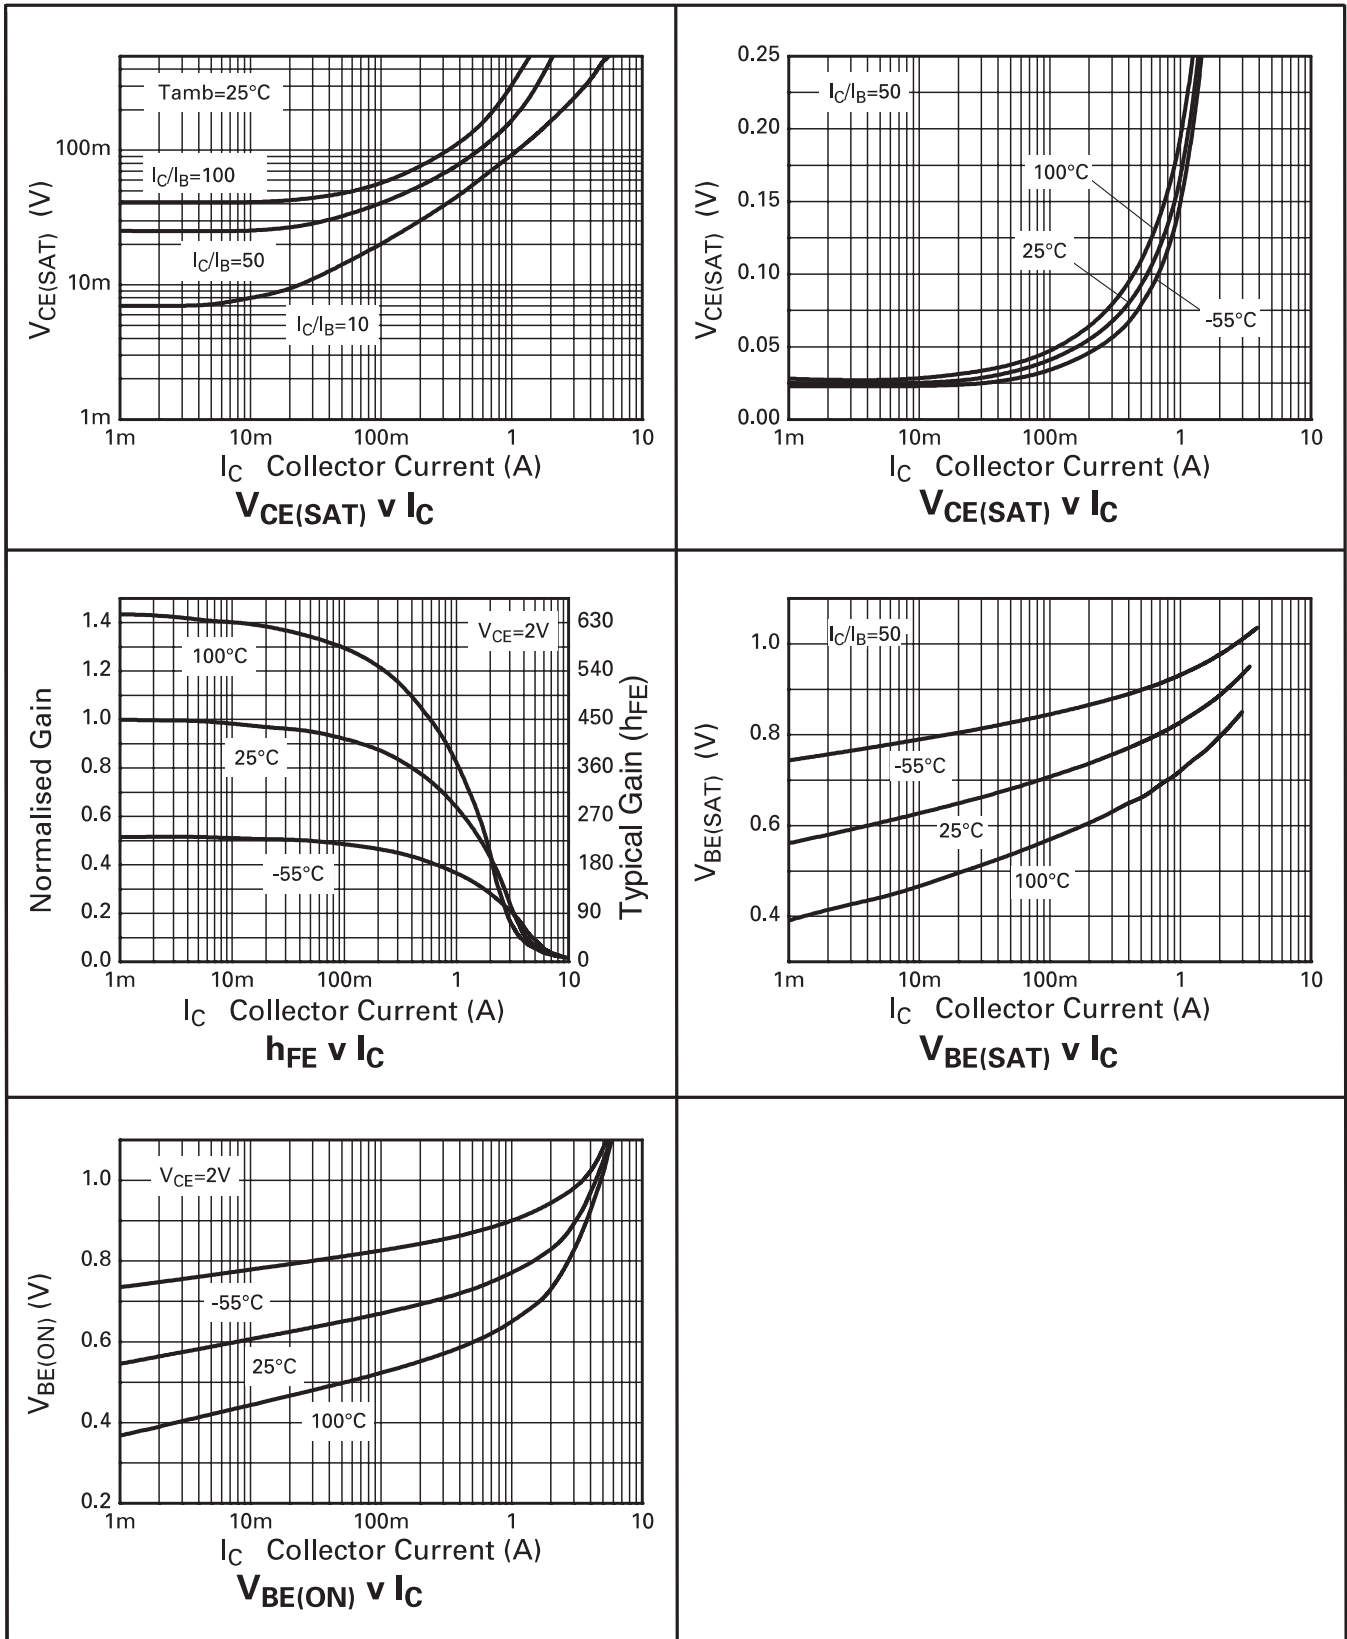 Tamb=25°C
IC/IB=100
IC/IB=50
IC/IB=10
100m
10m
1m
VCE(SAT) (V)
1m 10m 100m 1 10
IC Collector Current (A)
VCE(SAT) v IC
IC/IB=50
100°C
25°C
-55°C
0.25
0.20
0.15
0.10
0.05
0.00
VCE(SAT) (V)
1m 10m 100m 1 10
IC Collector Current (A)
VCE(SAT) v IC
VCE=2V
100°C
25°C
-55°C
1.4
1.2
1.0
0.8
0.6
0.4
0.2
0.0
Normalised Gain
630
540
450
360
270
180
90
0
Typical Gain (hFE)
1m 10m 100m 1 10
IC Collector Current (A)
hFE v IC
IC/IB=50
-55°C
25°C
100°C
1.0
0.8
0.6
0.4
VBE(SAT) (V)
1m 10m 100m 1 10
IC Collector Current (A)
VBE(SAT) v IC
VCE=2V
-55°C
25°C
100°C
1.0
0.8
0.6
0.4
0.2
VBE(ON) (V)
1m 10m 100m 1 10
IC Collector Current (A)
VBE(ON) v IC